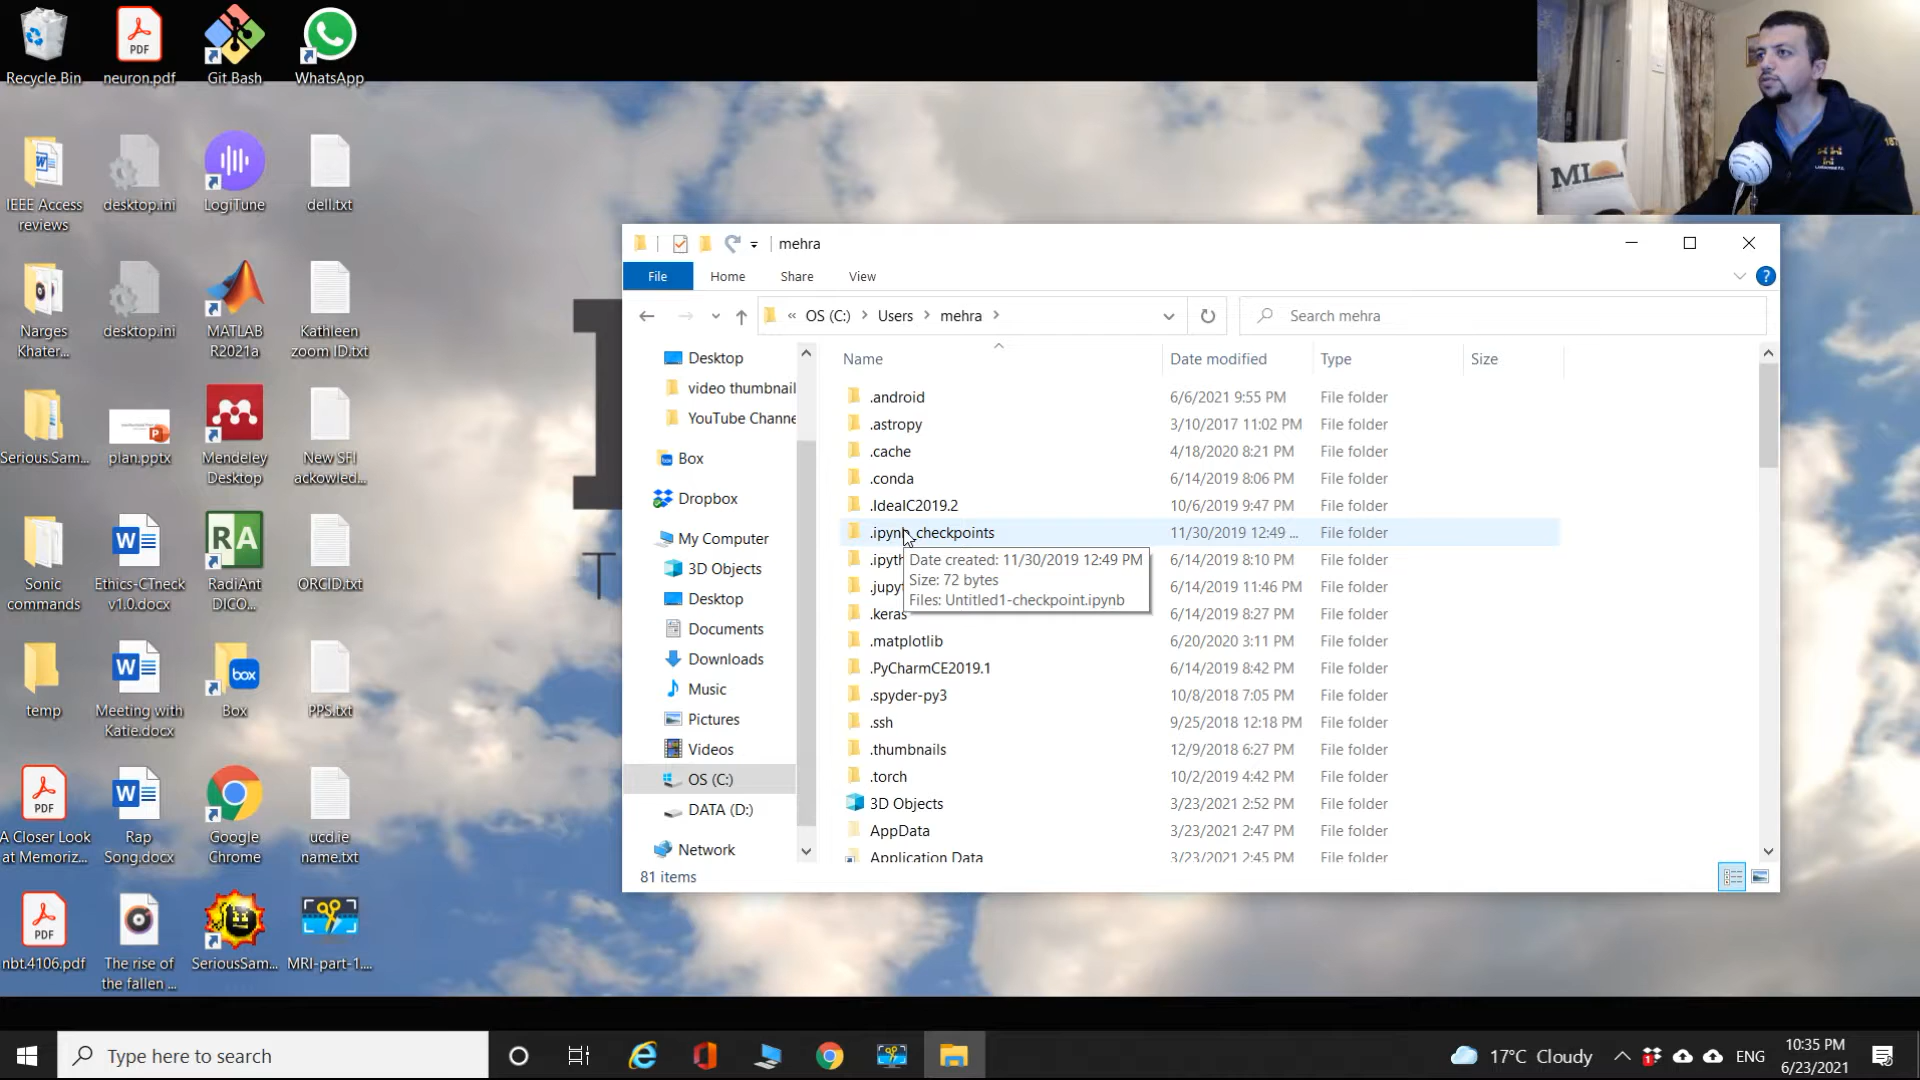 Recycle Bin
neuron.pdf
Git Bash
WhatsApp
IEEE Access
reviews
desktop.ini
LogiTune
dell.txt
Narges
Khater...
desktop.ini
MATLAB
R2021a
Kathleen
zoom ID.txt
Serious.Sam...
plan.pptx
Mendeley
Desktop
New SFI
ackowled...
Sonic
commands
Ethics-CTneck
v1.0.docx
RadiAnt
DICO...
ORCID.txt
temp
Meeting with
Katie.docx
Box
PPS.txt
A Closer Look
at Memoriz...
Rap
Song.docx
Google
Chrome
ucd.ie
name.txt
nbt.4106.pdf
The rise of
the fallen ...
SeriousSam...
MRI-part-1....
PDF
PDF
PDF
PDF
RA
box
ML
mehra
File
Home
Share
View
« OS (C:) > Users > mehra >
Search mehra
Desktop
video thumbnail
YouTube Channe
Box
Dropbox
My Computer
3D Objects
Desktop
Documents
Downloads
Music
Pictures
Videos
OS (C:)
DATA (D:)
Network
Name Date modified Type Size
.android 6/6/2021 9:55 PM File folder
.astropy 3/10/2017 11:02 PM File folder
.cache 4/18/2020 8:21 PM File folder
.conda 6/14/2019 8:06 PM File folder
.IdeaIC2019.2 10/6/2019 9:47 PM File folder
.ipynb_checkpoints 11/30/2019 12:49 ... File folder
.ipyth 6/14/2019 8:10 PM File folder
.jupyt 6/14/2019 11:46 PM File folder
.keras 6/14/2019 8:27 PM File folder
.matplotlib 6/20/2020 3:11 PM File folder
.PyCharmCE2019.1 6/14/2019 8:42 PM File folder
.spyder-py3 10/8/2018 7:05 PM File folder
.ssh 9/25/2018 12:18 PM File folder
.thumbnails 12/9/2018 6:27 PM File folder
.torch 10/2/2019 4:42 PM File folder
3D Objects 3/23/2021 2:52 PM File folder
AppData 3/23/2021 2:47 PM File folder
Application Data 3/23/2021 2:45 PM File folder
Date created: 11/30/2019 12:49 PM
Size: 72 bytes
Files: Untitled1-checkpoint.ipynb
81 items
Type here to search
17°C Cloudy
ENG
10:35 PM
6/23/2021